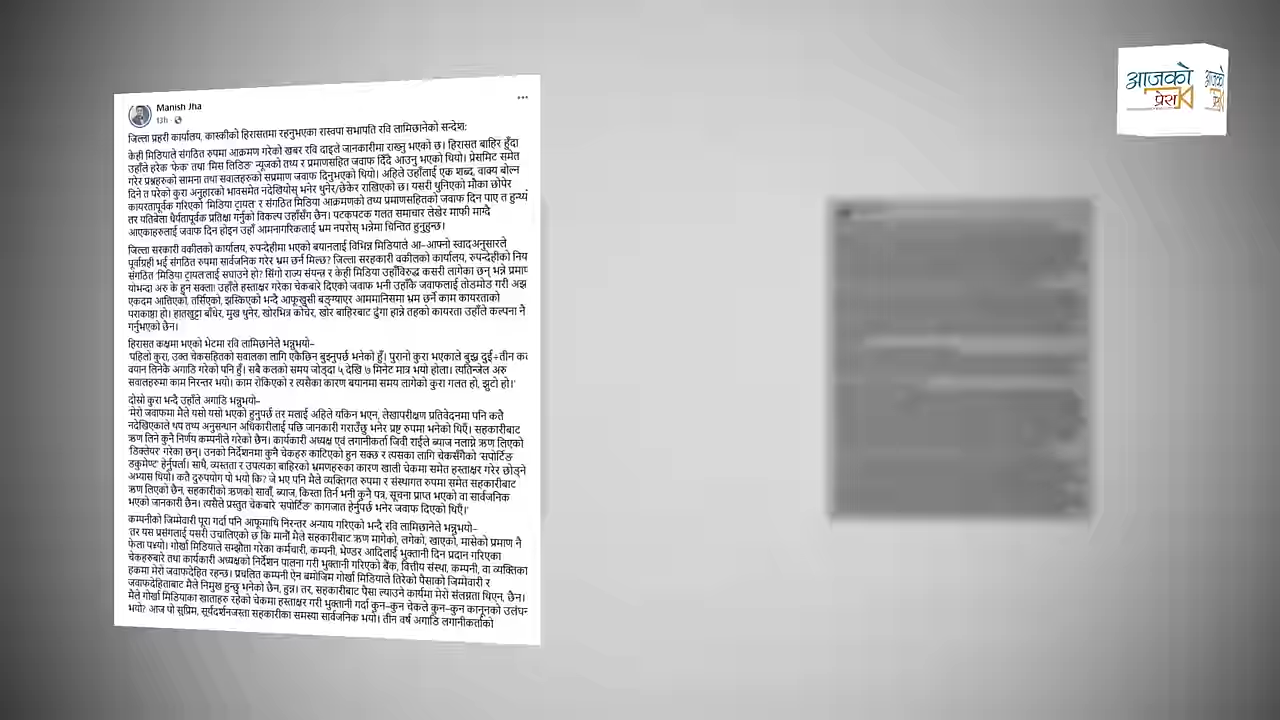 Manish Jha
13h
जिल्ला प्रहरी कार्यालय, कास्कीको हिरासतमा रहनुभएका रास्वपा सभापति रवि लामिछानेको सन्देश:
केही मिडियाले संगठित रुपमा आक्रमण गरेको खबर रवि दाइले जानकारीमा राख्नु भएको छ। हिरासत बाहिर हुँदा
उहाँले हरेक 'फेक' तथा 'मिस लिडिङ' न्यूजको तथ्य र प्रमाणसहित जवाफ दिँदै आउनु भएको थियो। प्रेसमिट समेत
गरेर प्रश्नहरुको सामना तथा सवालहरुको सप्रमाण जवाफ दिनुभएको थियो। अहिले उहाँलाई एक शब्द, वाक्य बोल्न
दिने त परेको कुरा अनुहारको भावसमेत नदेखियोस् भनेर थुनेर/छेकेर राखिएको छ। यसरी थुनिएको मौका छोपेर
कायरतापूर्वक गरिएको 'मिडिया ट्रायल' र संगठित मिडिया आक्रमणको तथ्य प्रमाणसहितको जवाफ दिन पाए त हुन्थ्यो
तर यतिबेला धैर्यतापूर्वक प्रतिक्षा गर्नुको विकल्प उहाँसँग छैन। पटकपटक गलत समाचार लेखेर माफी माग्दै
आएकाहरुलाई जवाफ दिन होइन उहाँ आमनागरिकलाई भ्रम नपरोस् भन्नेमा चिन्तित हुनुहुन्छ।
जिल्ला सरकारी वकीलको कार्यालय, रुपन्देहीमा भएको बयानलाई विभिन्न मिडियाले आ–आफ्नो स्वादअनुसारले
पूर्वाग्रही भई संगठित रुपमा सार्वजनिक गरेर भ्रम छर्न मिल्छ? जिल्ला सरहकारी वकीलको कार्यालय, रुपन्देहीको निय
संगठित 'मिडिया ट्रायल'लाई सघाउने हो? सिंगो राज्य संयन्त्र र केही मिडिया उहाँविरुद्ध कसरी लागेका छन् भन्ने प्रमाण
योभन्दा अरु के हुन सक्ला! उहाँले हस्ताक्षर गरेका चेकबारे दिएको जवाफ भनी उहाँकै जवाफलाई तोडमोड गरी अझ
एकदम आत्तिएको, तर्सिएको, झस्किएको भन्दै आफूखुसी बङ्ग्याएर आममानिसमा भ्रम छर्ने काम कायरताको
पराकाष्ठा हो। हातखुट्टा बाँधेर, मुख थुनेर, खोरभित्र कोचेर, खोर बाहिरबाट ढुंगा हान्ने तहको कायरता उहाँले कल्पना नै
गर्नुभएको छैन।
हिरासत कक्षमा भएको भेटमा रवि लामिछानेले भन्नुभयो–
'पहिलो कुरा, उक्त चेकसहितको सवालका लागि एकैछिन बुझ्नुपर्छ भनेको हुँ। पुरानो कुरा भएकाले बुझ्न दुई÷तीन कल
वयान लिनेकै अगाडि गरेको पनि हुँ। सबै कलको समय जोड्दा ५ देखि ७ मिनेट मात्र भयो होला। त्यतिन्जेल अरु
सवालहरुमा काम निरन्तर भयो। काम रोकिएको र त्यसैका कारण बयानमा समय लागेको कुरा गलत हो, झुटो हो।'
दोस्रो कुरा भन्दै उहाँले अगाडि भन्नुभयो–
'मेरो जवाफमा मैले यसो यसो भएको हुनुपर्छ तर मलाई अहिले यकिन भएन, लेखापरीक्षण प्रतिवेदनमा पनि कतै
नदेखिएकोले थप तथ्य अनुसन्धान अधिकारीलाई पछि जानकारी गराउँछु भनेर प्रष्ट रुपमा भनेको थिएँ। सहकारीबाट
ऋण लिने कुनै निर्णय कम्पनीले गरेको छैन। कार्यकारी अध्यक्ष एवं लगानीकर्ता जिवी राईले ब्याज नलाग्ने ऋण लिएको
'डिक्लेयर' गरेका छन्। उनको निर्देशनमा कुनै चेकहरु काटिएको हुन सक्छ र त्यसका लागि चेकसँगैको 'सपोर्टिङ
डकुमेण्ट' हेर्नुपर्ला। साथै, व्यस्तता र उपत्यका बाहिरको भ्रमणहरुका कारण खाली चेकमा समेत हस्ताक्षर गरेर छोड्ने
अभ्यास थियो। कतै दुरुपयोग पो भयो कि? जे भए पनि मैले व्यक्तिगत रुपमा र संस्थागत रुपमा समेत सहकारीबाट
ऋण लिएको छैन, सहकारीको ऋणको सावाँ, ब्याज, किस्ता तिर्न भनी कुनै पत्र, सूचना प्राप्त भएको वा सार्वजनिक
भएको जानकारी छैन। त्यसैले प्रस्तुत चेकबारे 'सपोर्टिङ' कागजात हेर्नुपर्छ भनेर जवाफ दिएको थिएँ।'
कम्पनीको जिम्मेवारी पूरा गर्दा पनि आफूमाथि निरन्तर अन्याय गरिएको भन्दै रवि लामिछानेले भन्नुभयो–
'तर यस प्रसंगलाई यसरी उचालिएको छ कि मानौं मैले सहकारीबाट ऋण मागेको, लगेको, खाएको, मासेको प्रमाण नै
फेला पर्‍यो। गोर्खा मिडियाले सम्झौता गरेका कर्मचारी, कम्पनी, भेण्डर आदिलाई भुक्तानी दिन प्रदान गरिएका
चेकहरुबारे तथा कार्यकारी अध्यक्षको निर्देशन पालना गरी भुक्तानी गरिएको बैंक, वित्तीय संस्था, कम्पनी, वा व्यक्तिका
हकमा मेरो जवाफदेहित रहन्छ। प्रचलित कम्पनी ऐन बमोजिम गोर्खा मिडियाले तिरेको पैसाको जिम्मेवारी र
जवाफदेहिताबाट मैले निमुख हुन्छु भनेको छैन, हुन्न। तर, सहकारीबाट पैसा ल्याउने कार्यमा मेरो संलग्नता थिएन, छैन।
मैले गोर्खा मिडियाका खाताहरु रहेको चेकमा हस्ताक्षर गरी भुक्तानी गर्दा कुन–कुन चेकले कुन–कुन कानूनको उलंघन
भयो? आज पो सुप्रिम, सूर्यदर्शनजस्ता सहकारीका समस्या सार्वजनिक भयो। तीन वर्ष अगाडि लगानीकर्ताको
आजको
प्रेस